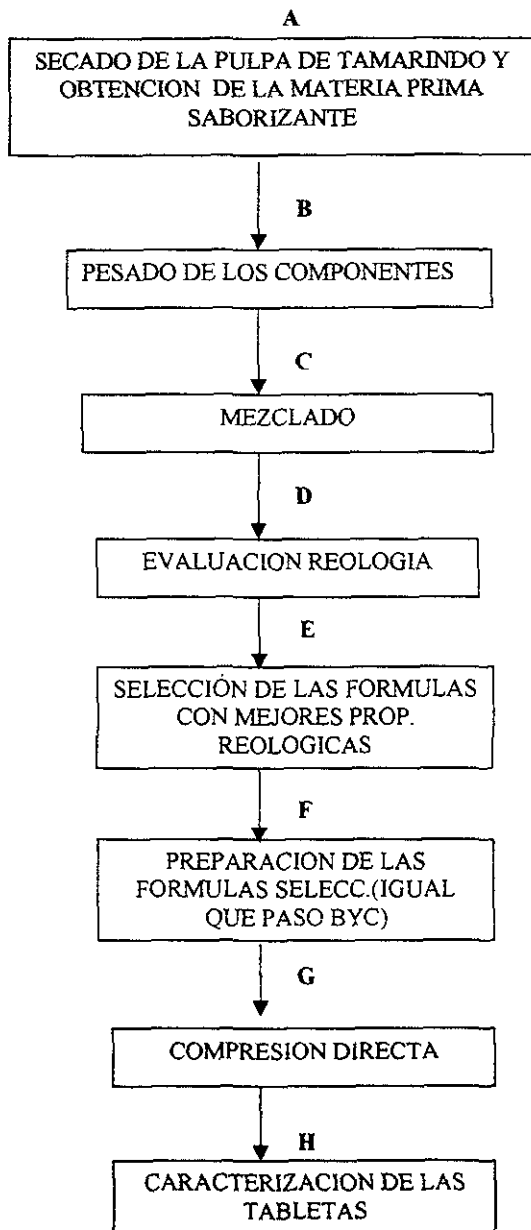 A
SECADO DE LA PULPA DE TAMARINDO Y
OBTENCION DE LA MATERIA PRIMA
SABORIZANTE
B
PESADO DE LOS COMPONENTES
C
MEZCLADO
D
EVALUACION REOLOGIA
E
SELECCIÓN DE LAS FORMULAS
CON MEJORES PROP.
REOLOGICAS
F
PREPARACION DE LAS
FORMULAS SELECC.(IGUAL
QUE PASO BYC)
G
COMPRESION DIRECTA
H
CARACTERIZACION DE LAS
TABLETAS